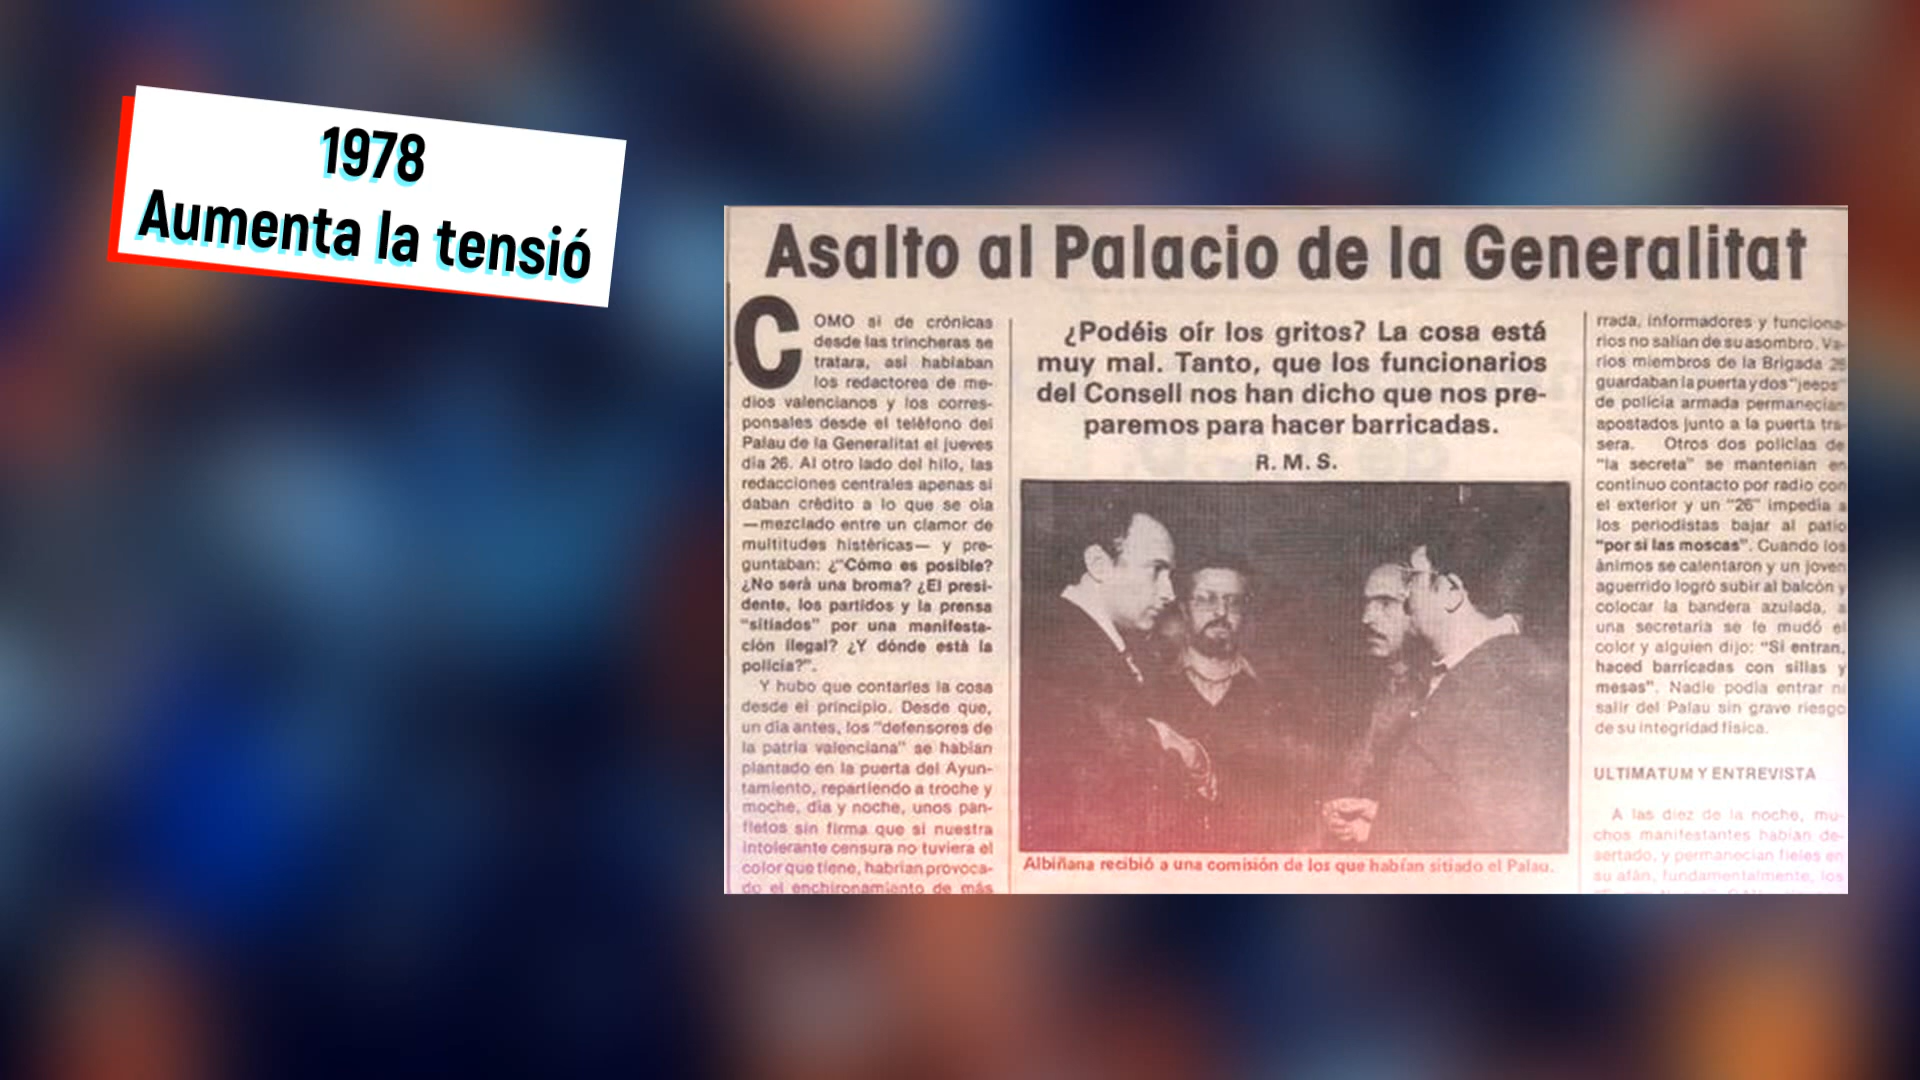 1978
Aumenta la tensió
Asalto al Palacio de la Generalitat
COMO si de crónicas
desde las trincheras se
tratara, así hablaban
los redactores de me-
dios valencianos y los corres-
ponsales desde el teléfono del
Palau de la Generalitat el jueves
día 26. Al otro lado del hilo, las
redacciones centrales apenas si
daban crédito a lo que se oía
—mezclado entre un clamor de
multitudes histéricas— y pre-
guntaban: ¿"Cómo es posible?
¿No será una broma? ¿El presi-
dente, los partidos y la prensa
"sitiados" por una manifesta-
ción ilegal? ¿Y dónde está la
policía?".
Y hubo que contarles la cosa
desde el principio. Desde que,
un día antes, los "defensores de
la patria valenciana" se habían
plantado en la puerta del Ayun-
tamiento, repartiendo a troche y
moche, día y noche, unos pan-
fletos sin firma que si nuestra
intolerante censura no tuviera el
color que tiene, habrían provoca-
do el enchironamiento de más
¿Podéis oír los gritos? La cosa está
muy mal. Tanto, que los funcionarios
del Consell nos han dicho que nos pre-
paremos para hacer barricadas.
R. M. S.
Albiñana recibió a una comisión de los que habían sitiado el Palau.
rrada, informadores y funciona-
rios no salían de su asombro. Va-
rios miembros de la Brigada 26
guardaban la puerta y dos "jeeps"
de policía armada permanecían
apostados junto a la puerta tra-
sera. Otros dos policías de
"la secreta" se mantenían en
continuo contacto por radio con
el exterior y un "26" impedía a
los periodistas bajar al patio
"por si las moscas". Cuando los
ánimos se calentaron y un joven
aguerrido logró subir al balcón y
colocar la bandera azulada, a
una secretaria se le mudó el
color y alguien dijo: "Si entran,
haced barricadas con sillas y
mesas". Nadie podía entrar ni
salir del Palau sin grave riesgo
de su integridad física.
ULTIMATUM Y ENTREVISTA
A las diez de la noche, mu-
chos manifestantes habían de-
sertado, y permanecían fieles en
su afán, fundamentalmente, los